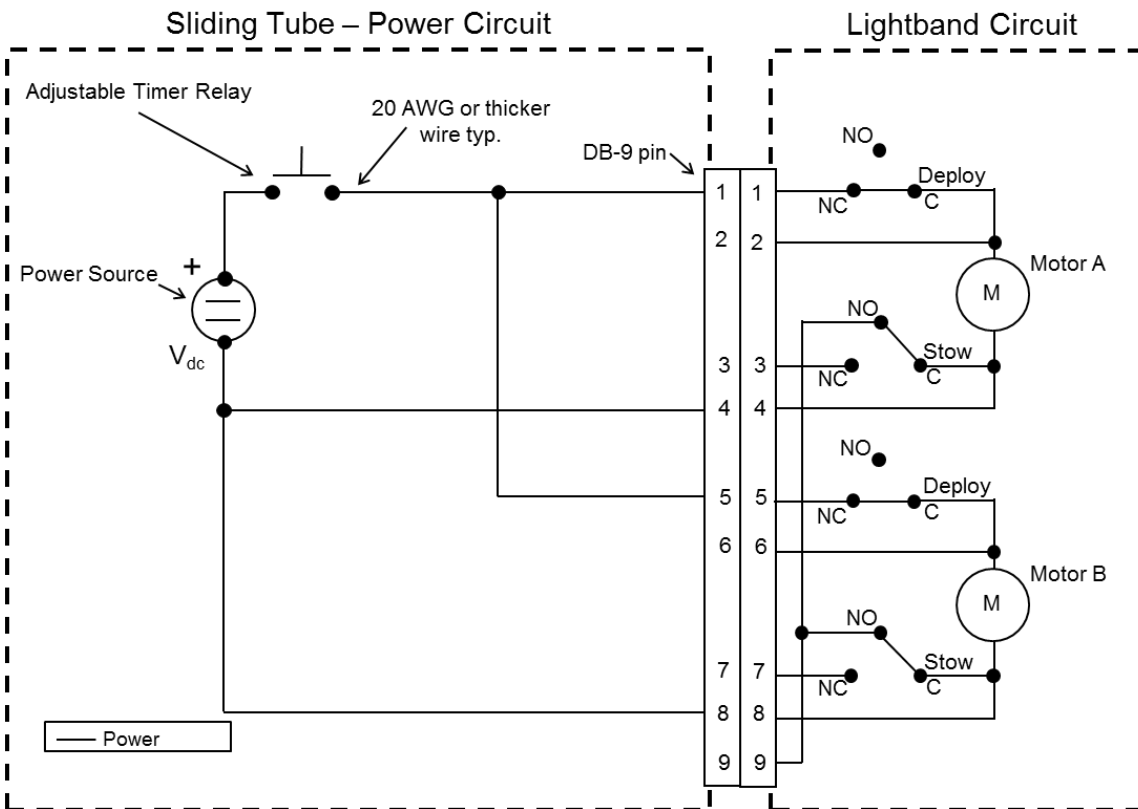 Sliding Tube – Power Circuit
Lightband Circuit
Adjustable Timer Relay
20 AWG or thicker
wire typ.
DB-9 pin
Power Source
+
Vdc
Power
1 1
2 2
3 3
4 4
5 5
6 6
7 7
8 8
9 9
NO
Deploy
NC
C
Motor A
M
NO
Stow
NC
C
NO
Deploy
NC
C
Motor B
M
NO
Stow
NC
C